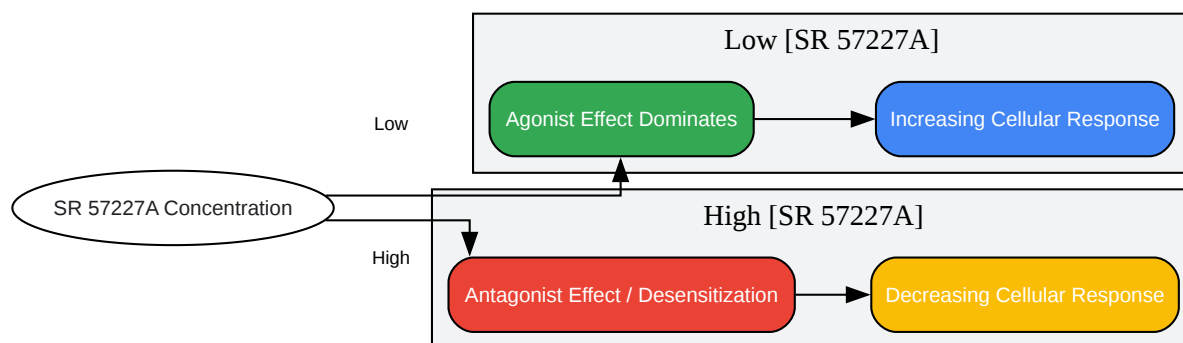 Low [SR 57227A]
Agonist Effect Dominates
Increasing Cellular Response
Low
SR 57227A Concentration
High [SR 57227A]
High
Antagonist Effect / Desensitization
Decreasing Cellular Response